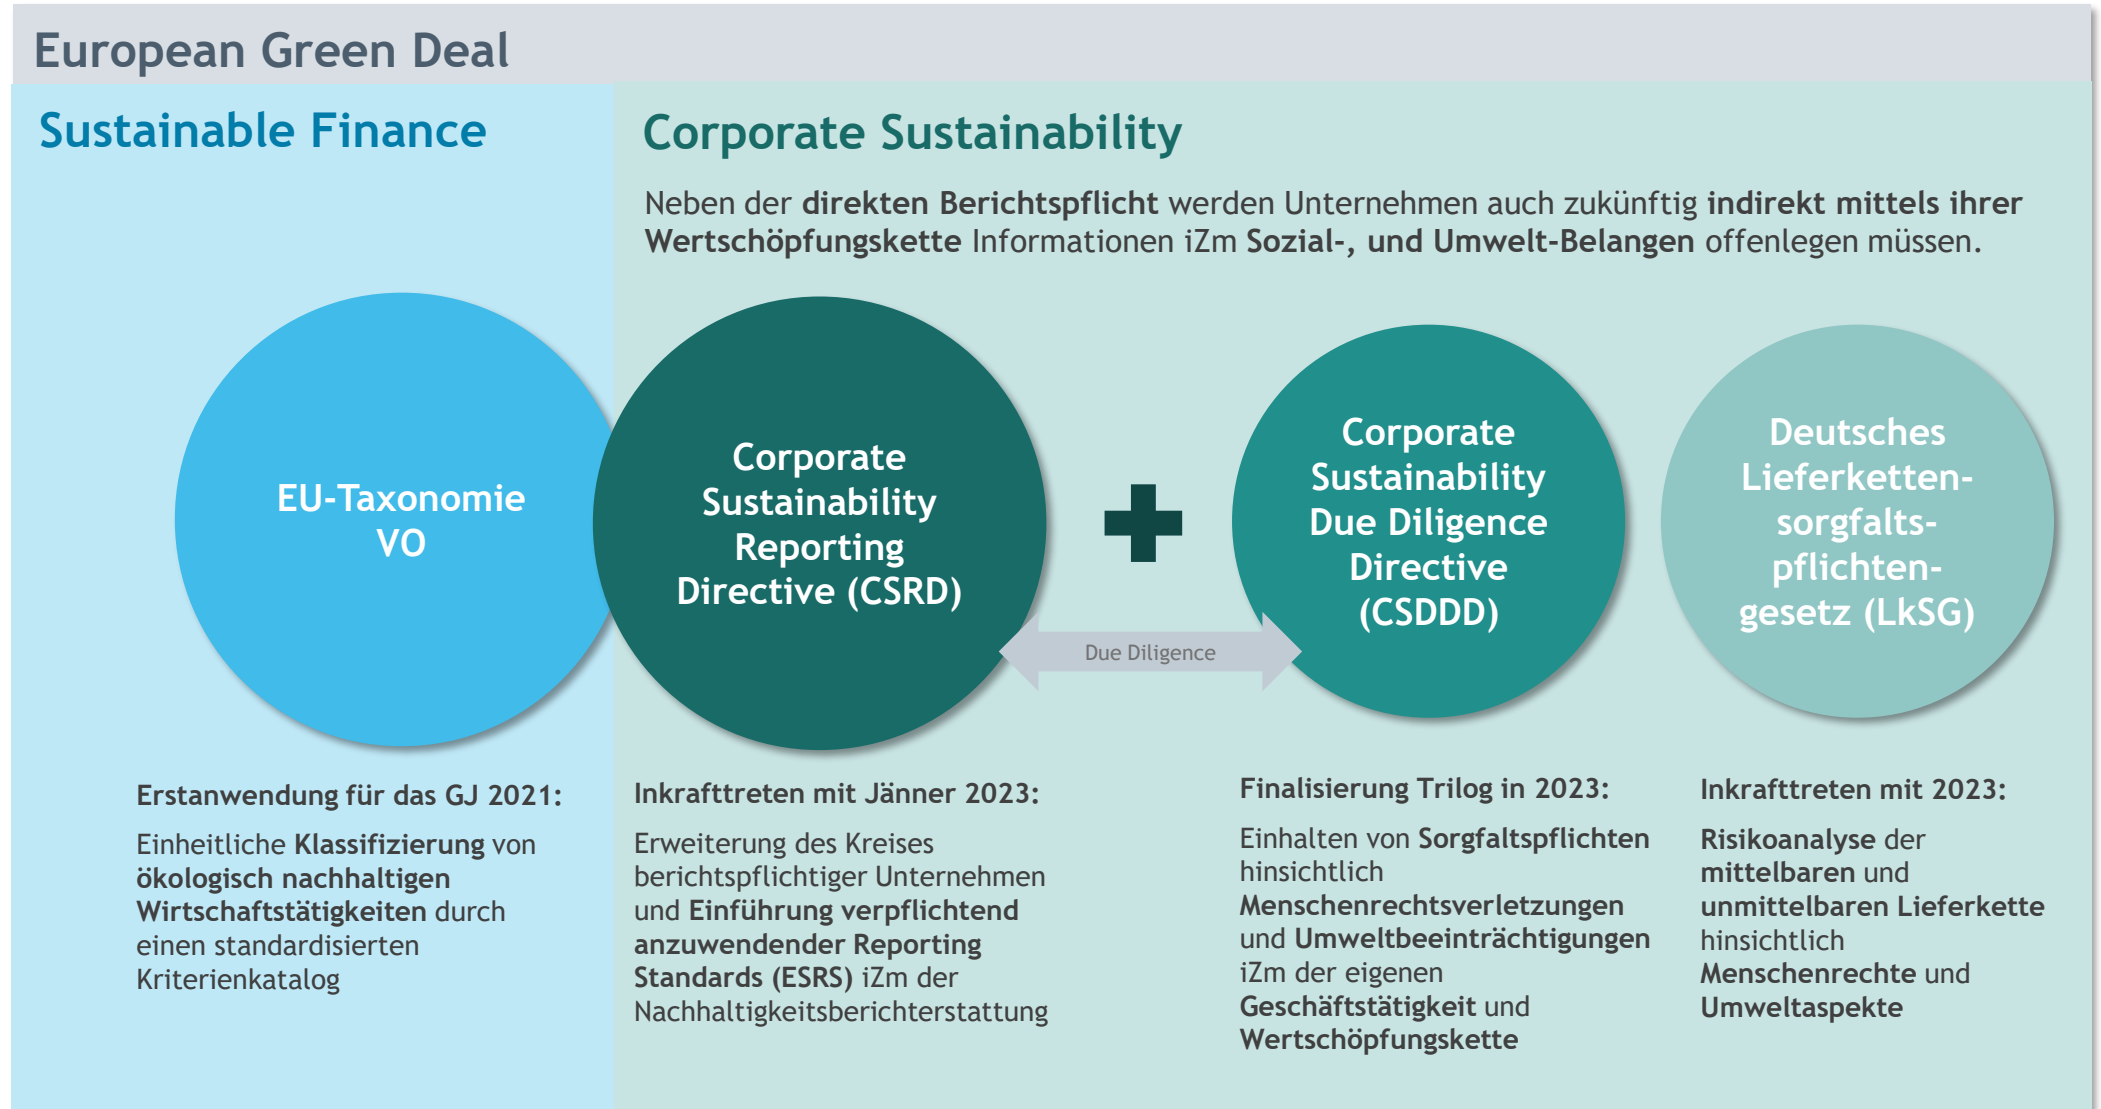 European Green Deal
Sustainable Finance
Corporate Sustainability
Neben der direkten Berichtspflicht werden Unternehmen auch zukünftig indirekt mittels ihrer
Wertschöpfungskette Informationen iZm Sozial-, und Umwelt-Belangen offenlegen müssen.
EU-Taxonomie
VO
Corporate
Sustainability
Reporting
Directive (CSRD)
Due Diligence
Corporate
Sustainability
Due Diligence
Directive
(CSDDD)
Deutsches
Lieferketten-
sorgfalts-
pflichten-
gesetz (LkSG)
Erstanwendung für das GJ 2021:
Einheitliche Klassifizierung von
ökologisch nachhaltigen
Wirtschaftstätigkeiten durch
einen standardisierten
Kriterienkatalog
Inkrafttreten mit Jänner 2023:
Erweiterung des Kreises
berichtspflichtiger Unternehmen
und Einführung verpflichtend
anzuwendender Reporting
Standards (ESRS) iZm der
Nachhaltigkeitsberichterstattung
Finalisierung Trilog in 2023:
Einhalten von Sorgfaltspflichten
hinsichtlich
Menschenrechtsverletzungen
und Umweltbeeinträchtigungen
iZm der eigenen
Geschäftstätigkeit und
Wertschöpfungskette
Inkrafttreten mit 2023:
Risikoanalyse der
mittelbaren und
unmittelbaren Lieferkette
hinsichtlich
Menschenrechte und
Umweltaspekte